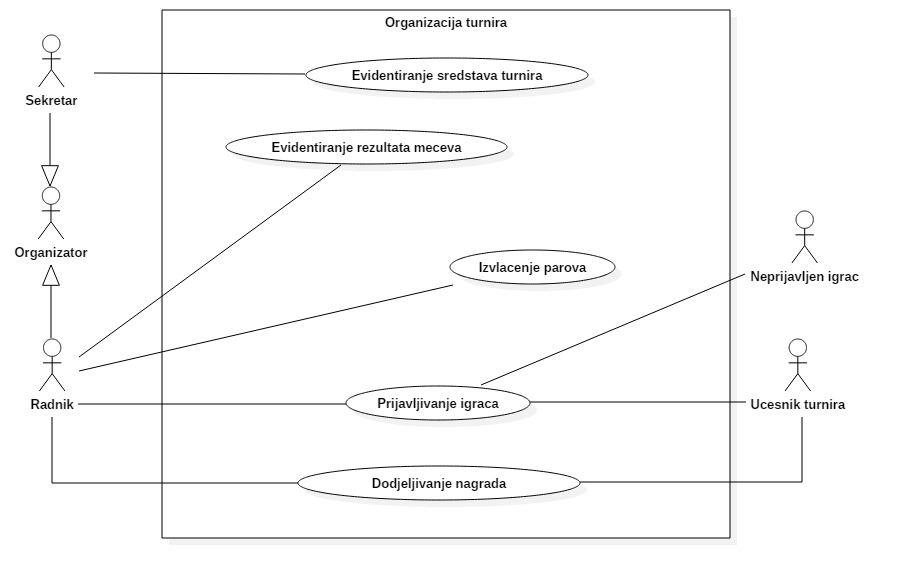 Organizacija turnira
Evidentiranje sredstava turnira
Sekretar
Evidentiranje rezultata meceva
Organizator
Izvlacenje parova
Neprijavljen igrac
Radnik
Prijavljivanje igraca
Ucesnik turnira
Dodjeljivanje nagrada